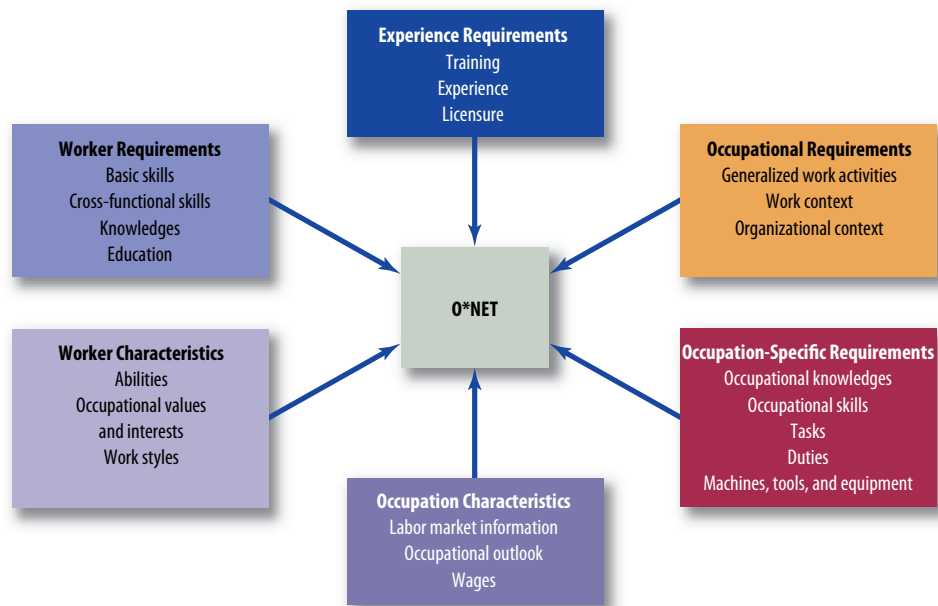 Experience Requirements
Training
Experience
Licensure
Worker Requirements
Basic skills
Cross-functional skills
Knowledges
Education
Occupational Requirements
Generalized work activities
Work context
Organizational context
O*NET
Worker Characteristics
Abilities
Occupational values
and interests
Work styles
Occupation-Specific Requirements
Occupational knowledges
Occupational skills
Tasks
Duties
Machines, tools, and equipment
Occupation Characteristics
Labor market information
Occupational outlook
Wages